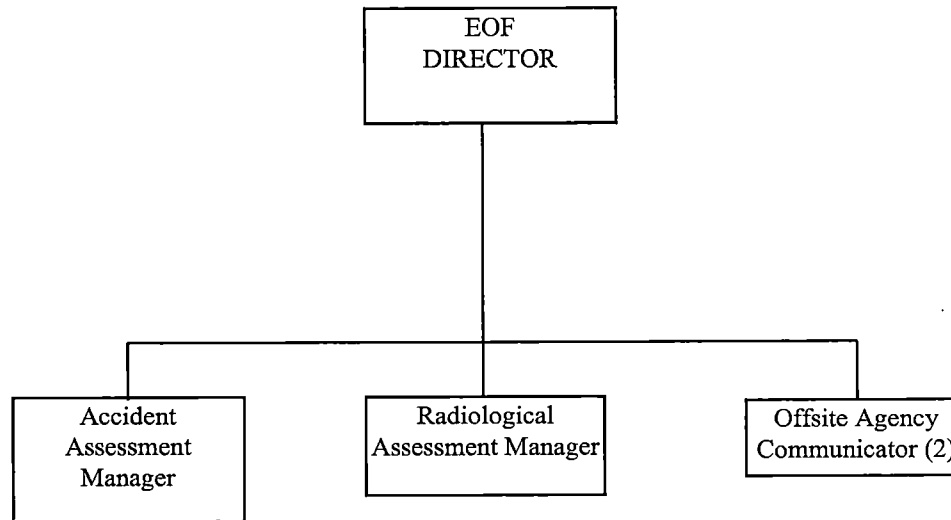 EOF
DIRECTOR
Accident
Assessment
Manager
Radiological
Assessment Manager
Offsite Agency
Communicator (2)